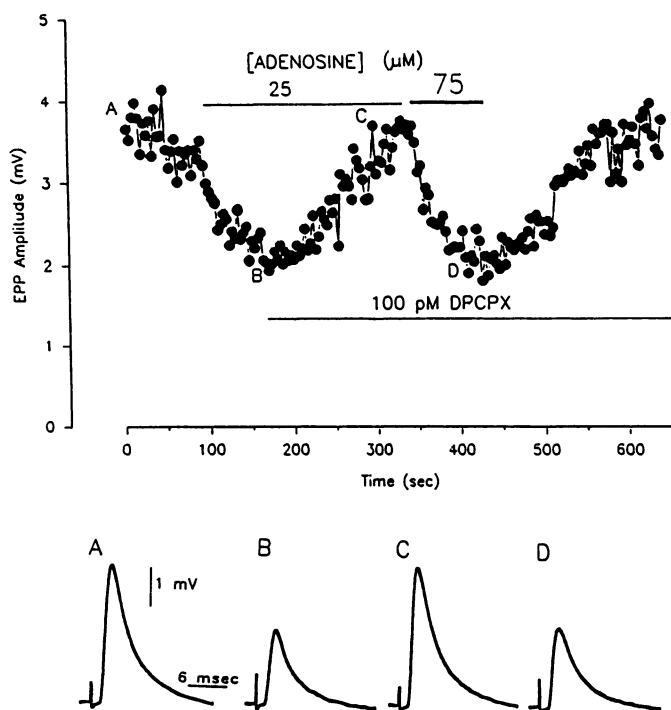 5
4
3
2
1
0
EPP Amplitude (mV)
[ADENOSINE] (μM)
25
75
A
B
C
D
100 pM DPCPX
0
100
200
300
400
500
600
Time (sec)
A
B
C
D
1 mV
6 msec